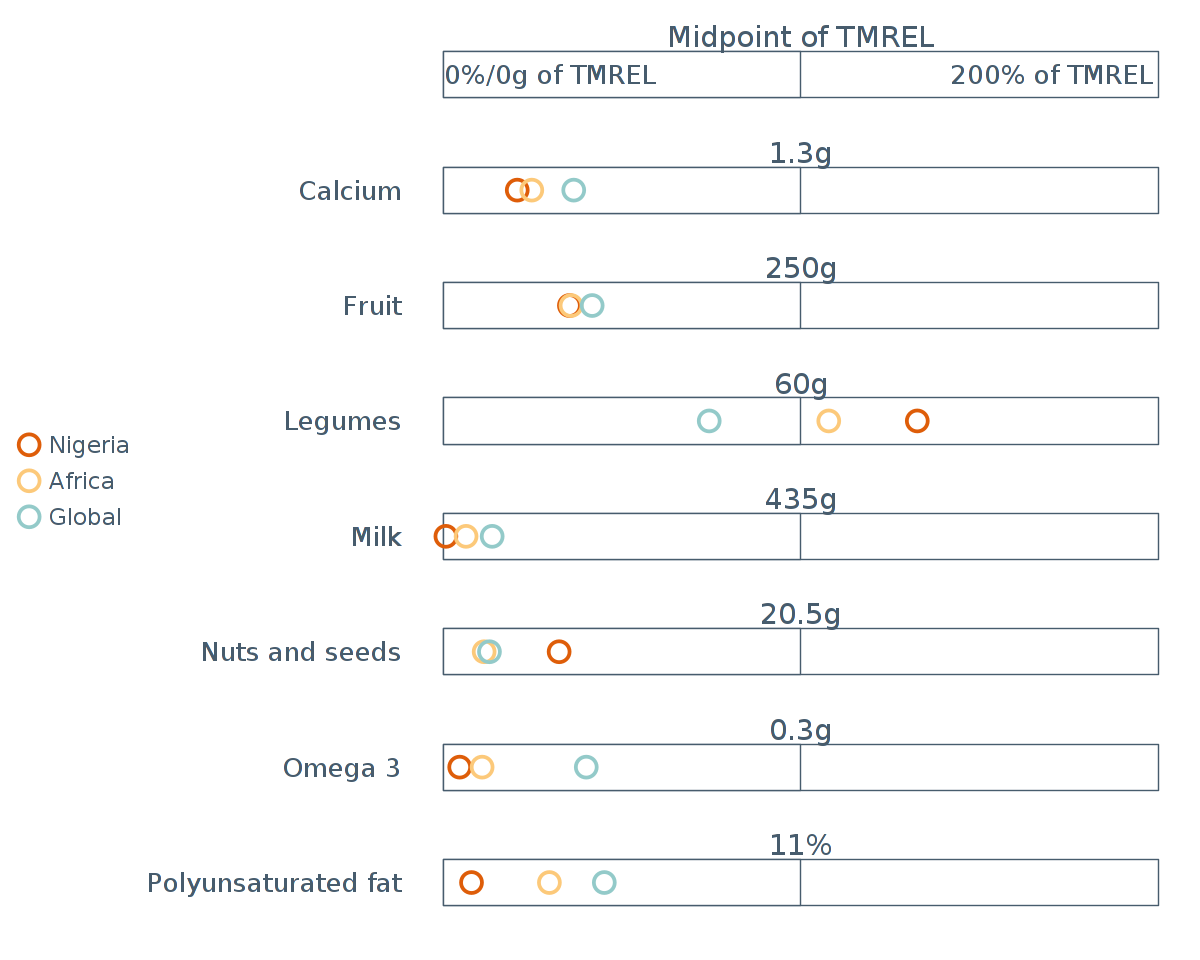 Midpoint of TMREL
0%/0g of TMREL
200% of TMREL
1.3g
Calcium
250g
Fruit
60g
Legumes
Nigeria
Africa
Global
435g
Milk
20.5g
Nuts and seeds
0.3g
Omega 3
11%
Polyunsaturated fat